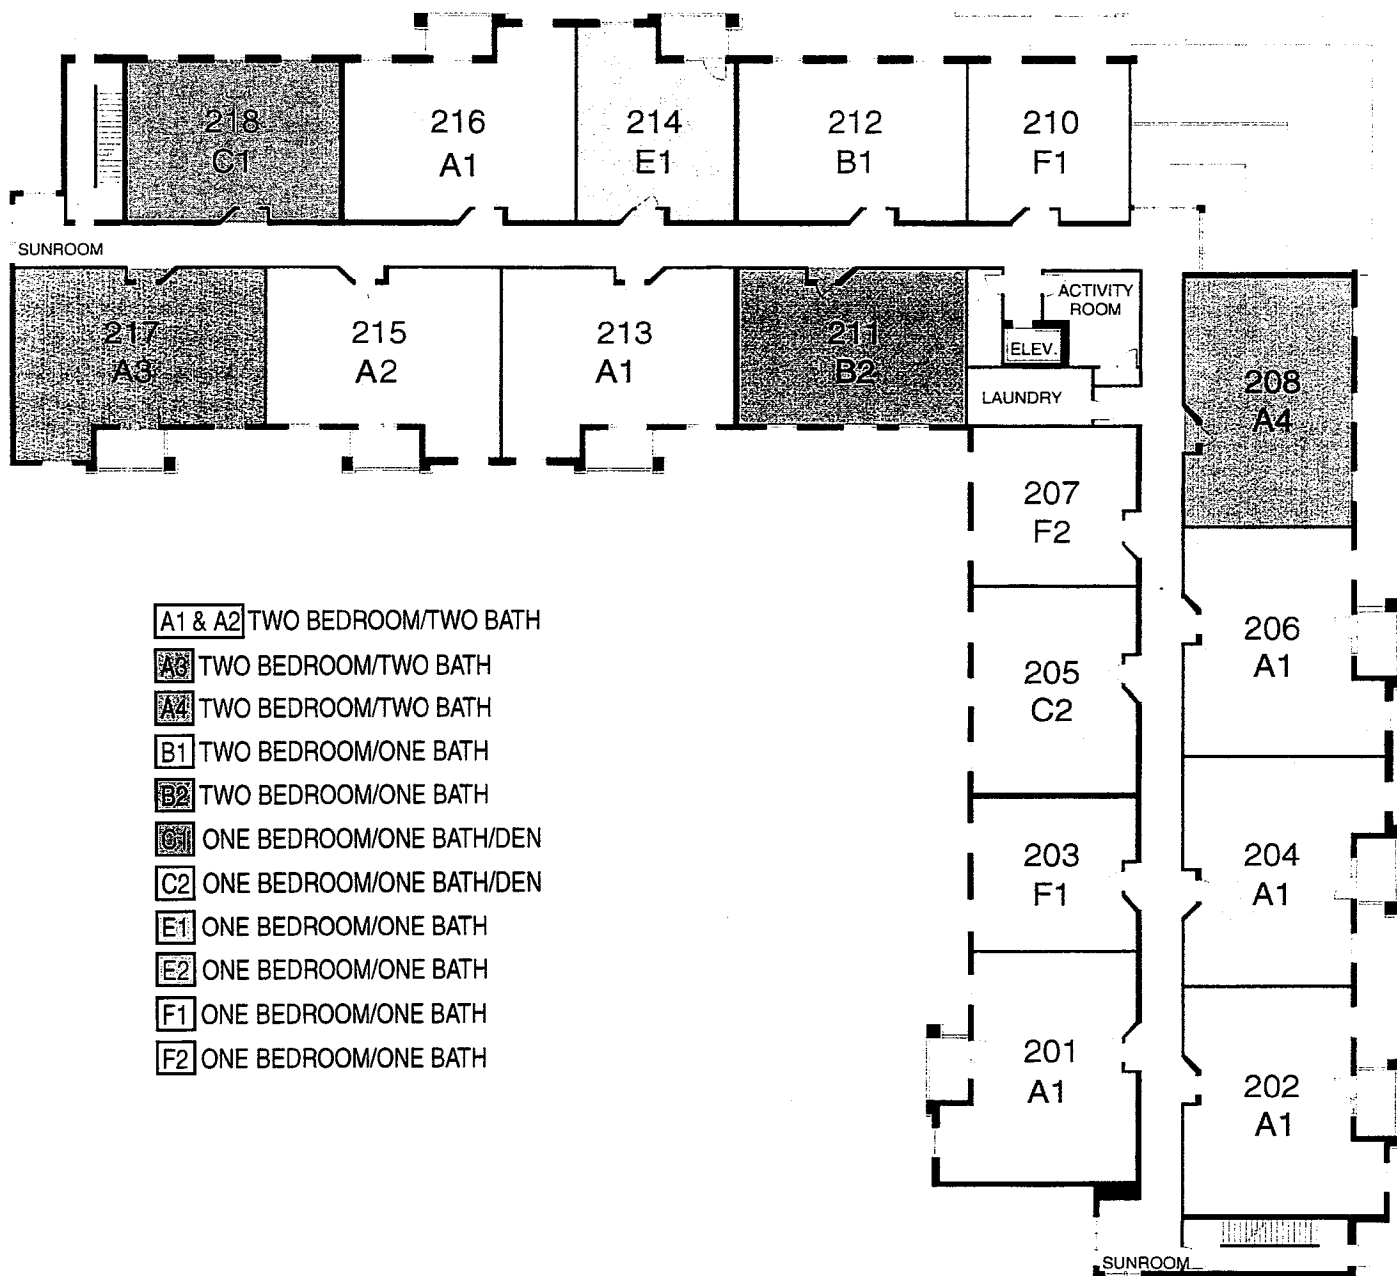 218
C1
216
A1
214
E1
212
B1
210
F1
SUNROOM
217
A3
215
A2
213
A1
211
B2
ACTIVITY
ROOM
ELEV.
LAUNDRY
208
A4
207
F2
206
A1
205
C2
204
A1
203
F1
202
A1
201
A1
SUNROOM
A1 & A2 TWO BEDROOM/TWO BATH
A3 TWO BEDROOM/TWO BATH
A4 TWO BEDROOM/TWO BATH
B1 TWO BEDROOM/ONE BATH
B2 TWO BEDROOM/ONE BATH
C1 ONE BEDROOM/ONE BATH/DEN
C2 ONE BEDROOM/ONE BATH/DEN
E1 ONE BEDROOM/ONE BATH
E2 ONE BEDROOM/ONE BATH
F1 ONE BEDROOM/ONE BATH
F2 ONE BEDROOM/ONE BATH